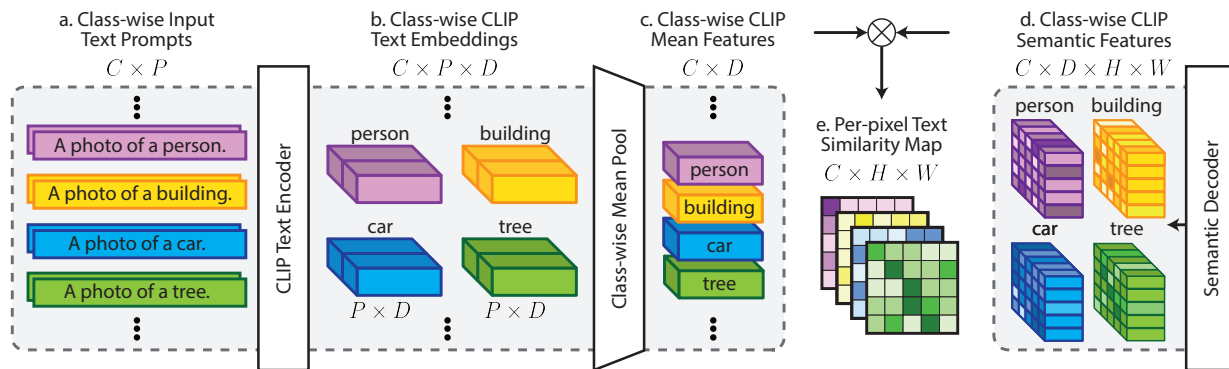 a. Class-wise Input
Text Prompts
C × P
A photo of a person.
A photo of a building.
A photo of a car.
A photo of a tree.
CLIP Text Encoder
b. Class-wise CLIP
Text Embeddings
C × P × D
person
building
car
tree
P × D
P × D
Class-wise Mean Pool
c. Class-wise CLIP
Mean Features
C × D
person
building
car
tree
e. Per-pixel Text
Similarity Map
C × H × W
d. Class-wise CLIP
Semantic Features
C × D × H × W
person
building
car
tree
Semantic Decoder